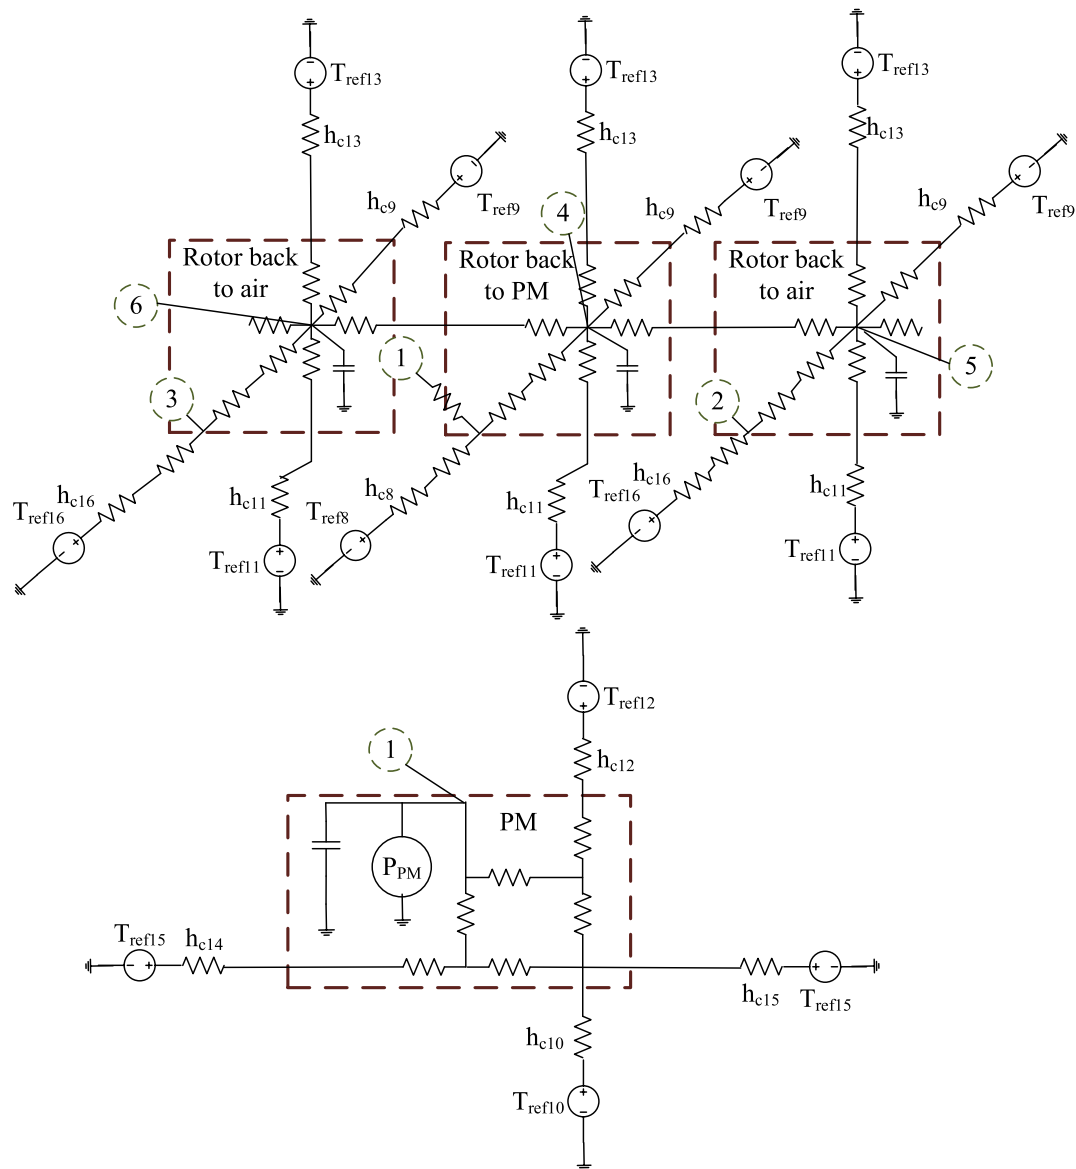 Tref13
Tref13
Tref13
hc13
hc13
hc13
hc9
Tref9
hc9
Tref9
hc9
Tref9
4
Rotor back
to air
Rotor back
to PM
Rotor back
to air
6
1
5
3
2
hc16
Tref16
hc11
Tref11
hc8
Tref8
hc11
Tref11
hc16
Tref16
hc11
Tref11
Tref12
1
hc12
PM
PPM
Tref15
hc14
hc15
Tref15
hc10
Tref10